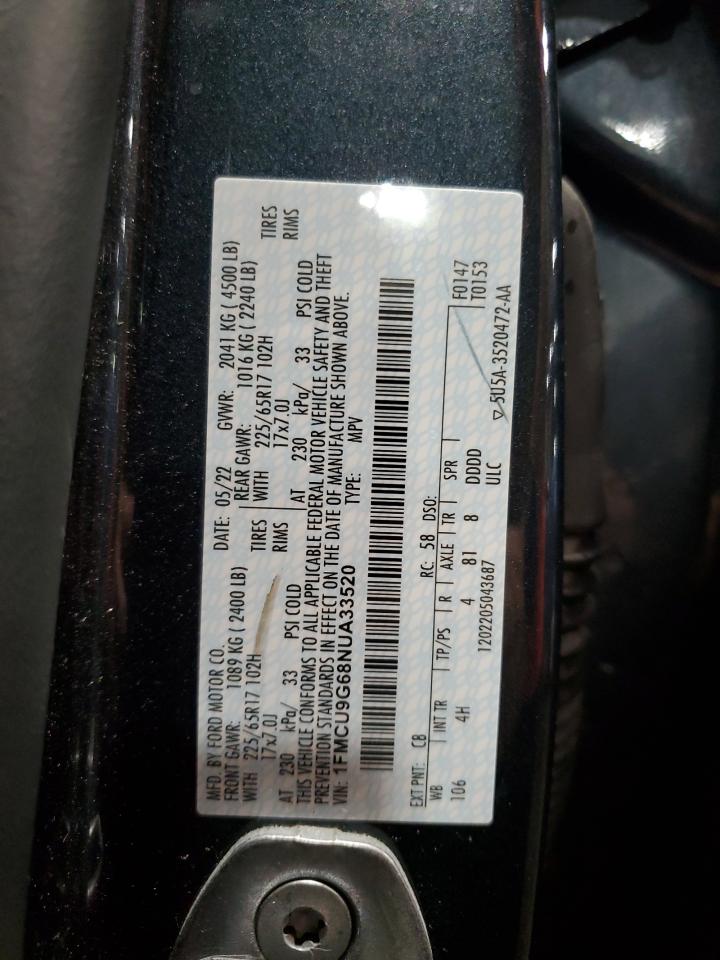 MFD. BY FORD MOTOR CO.
DATE: 05/22 GVWR: 2041 KG ( 4500 LB)
FRONT GAWR: 1089 KG ( 2400 LB)
REAR GAWR: 1016 KG ( 2240 LB)
WITH 225/65R17 102H TIRES
WITH 225/65R17 102H TIRES
17x7.0J RIMS
17x7.0J RIMS
AT 230 kPa/ 33 PSI COLD
AT 230 kPa/ 33 PSI COLD
THIS VEHICLE CONFORMS TO ALL APPLICABLE FEDERAL MOTOR VEHICLE SAFETY AND THEFT
PREVENTION STANDARDS IN EFFECT ON THE DATE OF MANUFACTURE SHOWN ABOVE.
VIN: 1FMCU9G68NUA33520 TYPE: MPV
EXT PNT: CB RC: 58 DSO:
WB INT TR TP/PS R AXLE TR SPR F0147
106 4H 4 81 8 DDDD T0153
1202205043687 ULC ▽5U5A-3520472-AA